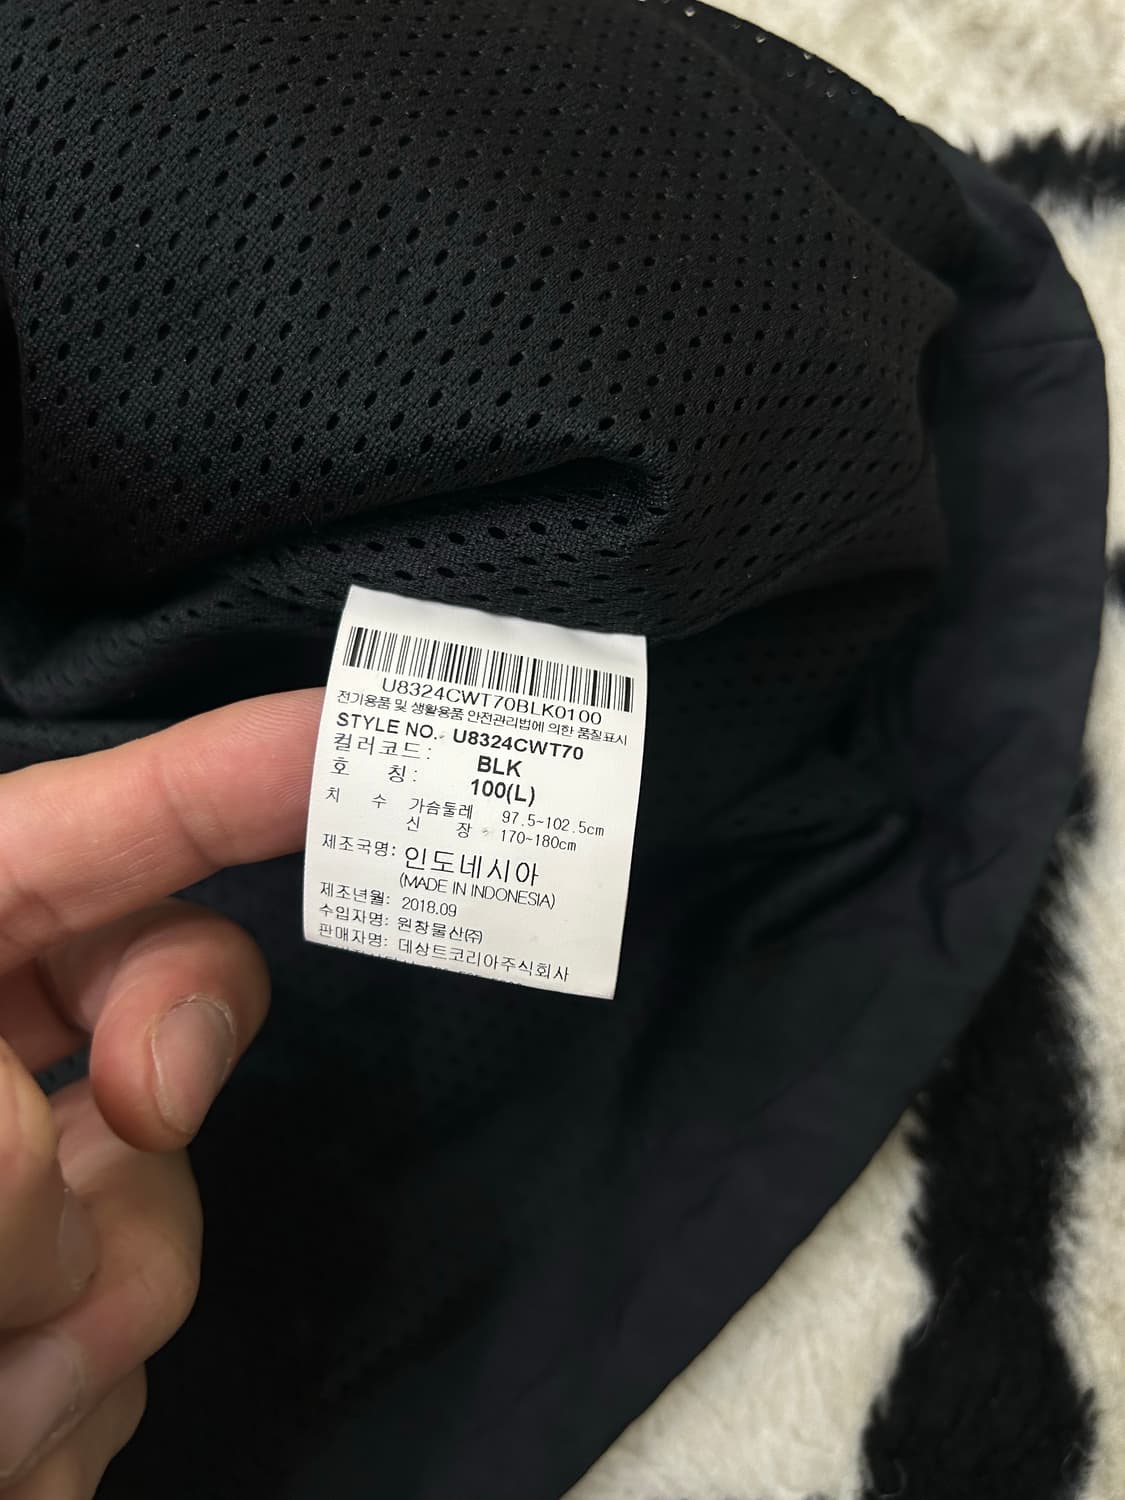 U8324CWT70BLK0100
전기용품 및 생활용품 안전관리법에 의한 품질표시
STYLE NO. U8324CWT70
컬러코드: BLK
호 칭: 100(L)
치 수 가슴둘레 97.5~102.5cm
신 장 170~180cm
제조국명: 인도네시아
(MADE IN INDONESIA)
제조년월: 2018.09
수입자명: 원창물산(주)
판매자명: 데상트코리아주식회사